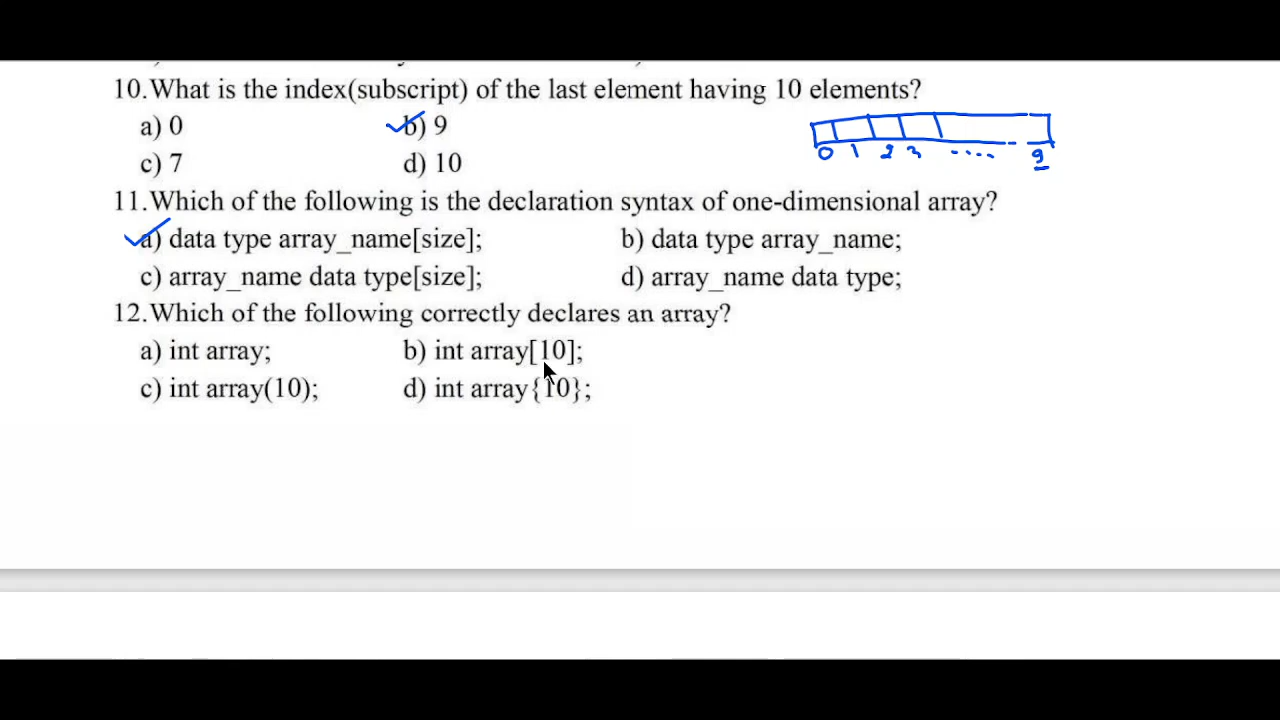 10.What is the index(subscript) of the last element having 10 elements?
a) 0 b) 9
c) 7 d) 10
0 1 2 3 .... 9
11.Which of the following is the declaration syntax of one-dimensional array?
a) data type array_name[size]; b) data type array_name;
c) array_name data type[size]; d) array_name data type;
12.Which of the following correctly declares an array?
a) int array; b) int array[10];
c) int array(10); d) int array{10};